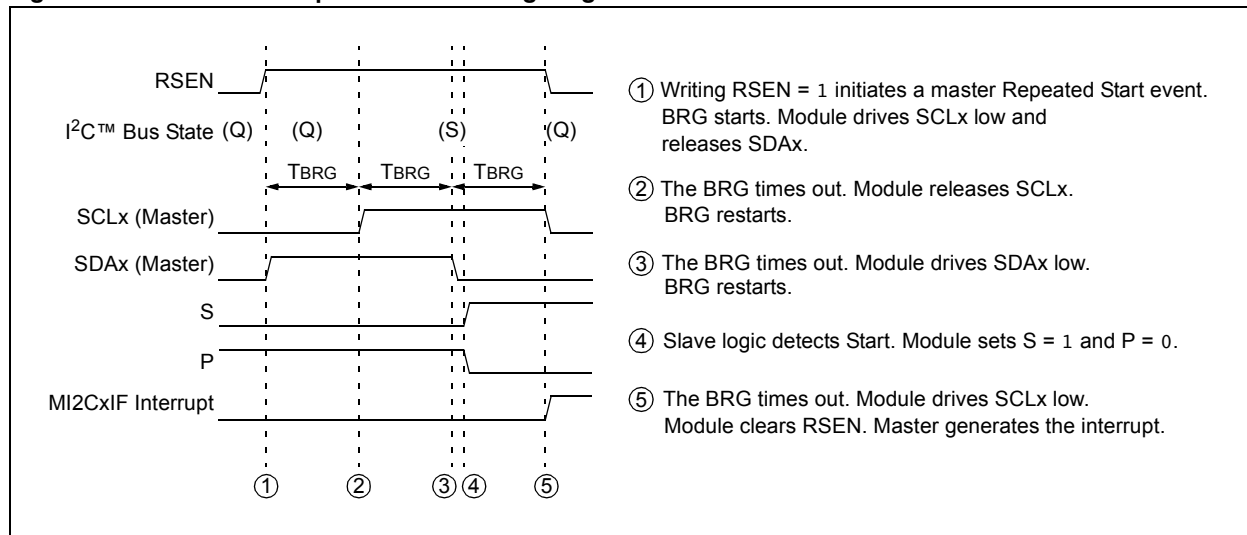 RSEN
I2C™ Bus State (Q) (Q) (S) (Q)
TBRG TBRG TBRG
SCLx (Master)
SDAx (Master)
S
P
MI2CxIF Interrupt
1 2 3 4 5
① Writing RSEN = 1 initiates a master Repeated Start event.
BRG starts. Module drives SCLx low and
releases SDAx.
② The BRG times out. Module releases SCLx.
BRG restarts.
③ The BRG times out. Module drives SDAx low.
BRG restarts.
④ Slave logic detects Start. Module sets S = 1 and P = 0.
⑤ The BRG times out. Module drives SCLx low.
Module clears RSEN. Master generates the interrupt.